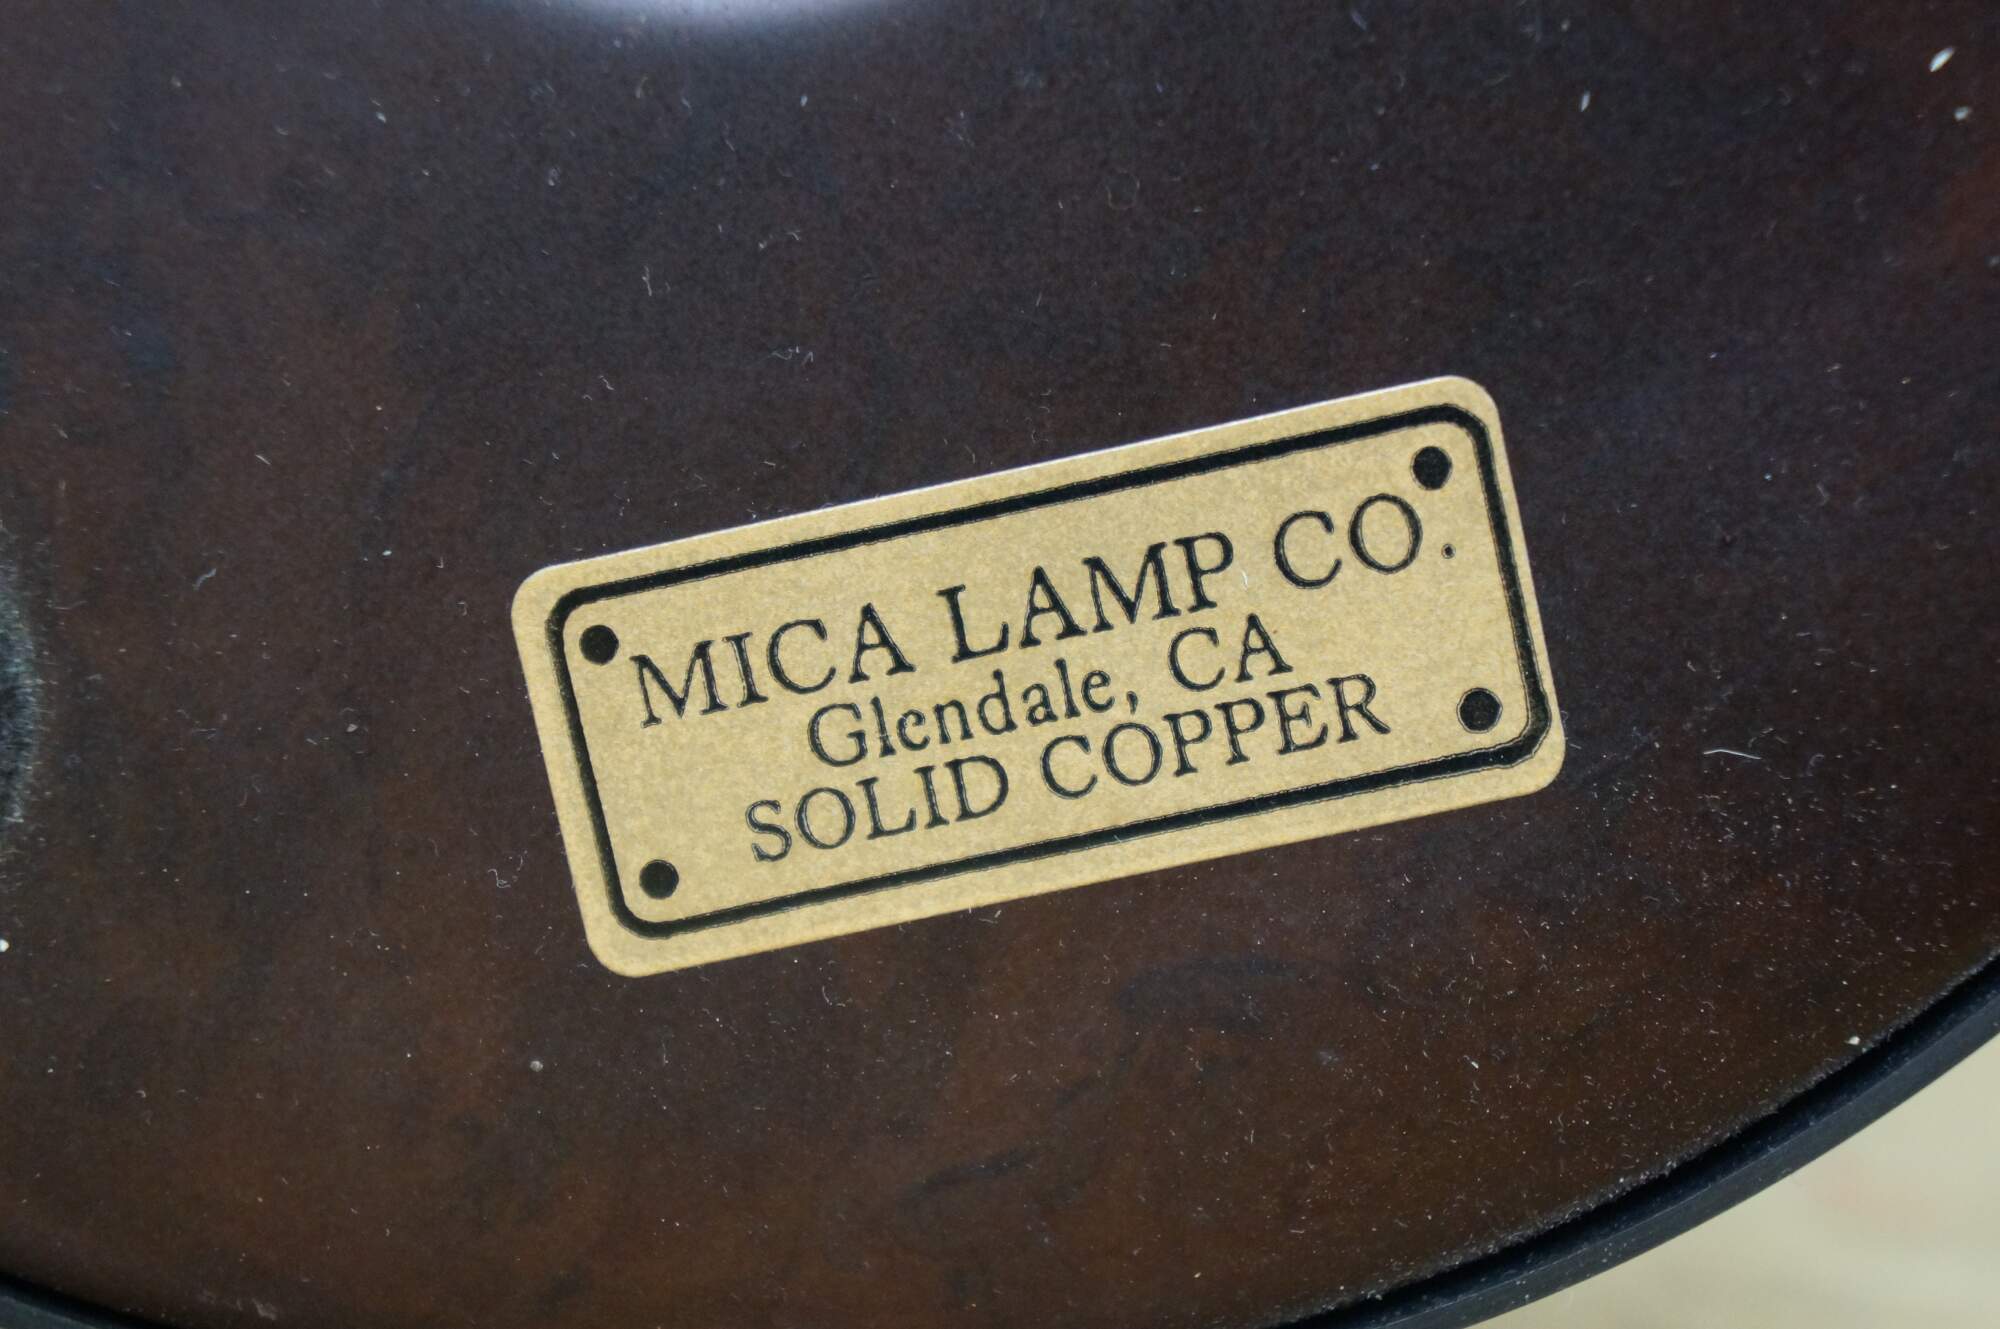 MICA LAMP CO.
Glendale, CA
SOLID COPPER